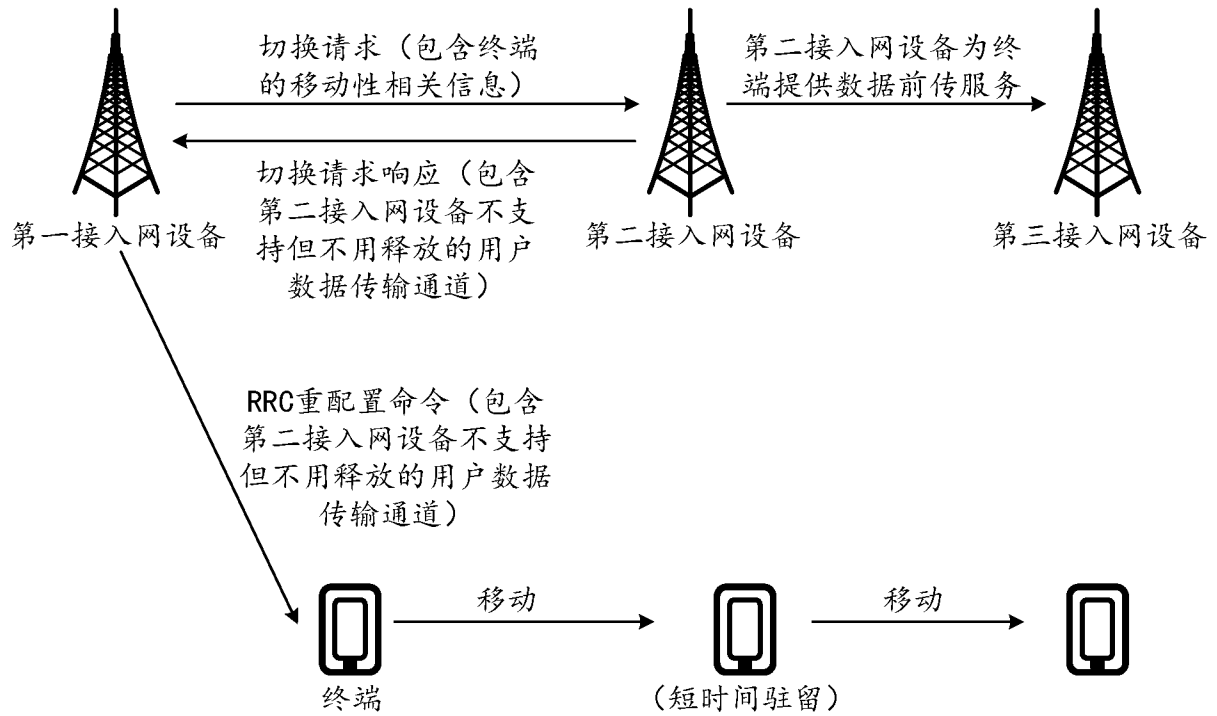 切换请求（包含终端
的移动性相关信息）
第二接入网设备为终
端提供数据前传服务
切换请求响应（包含
第二接入网设备不支
持但不用释放的用户
数据传输通道）
第一接入网设备
第二接入网设备
第三接入网设备
RRC重配置命令（包含
第二接入网设备不支持
但不用释放的用户数据
传输通道）
移动
移动
终端
（短时间驻留）